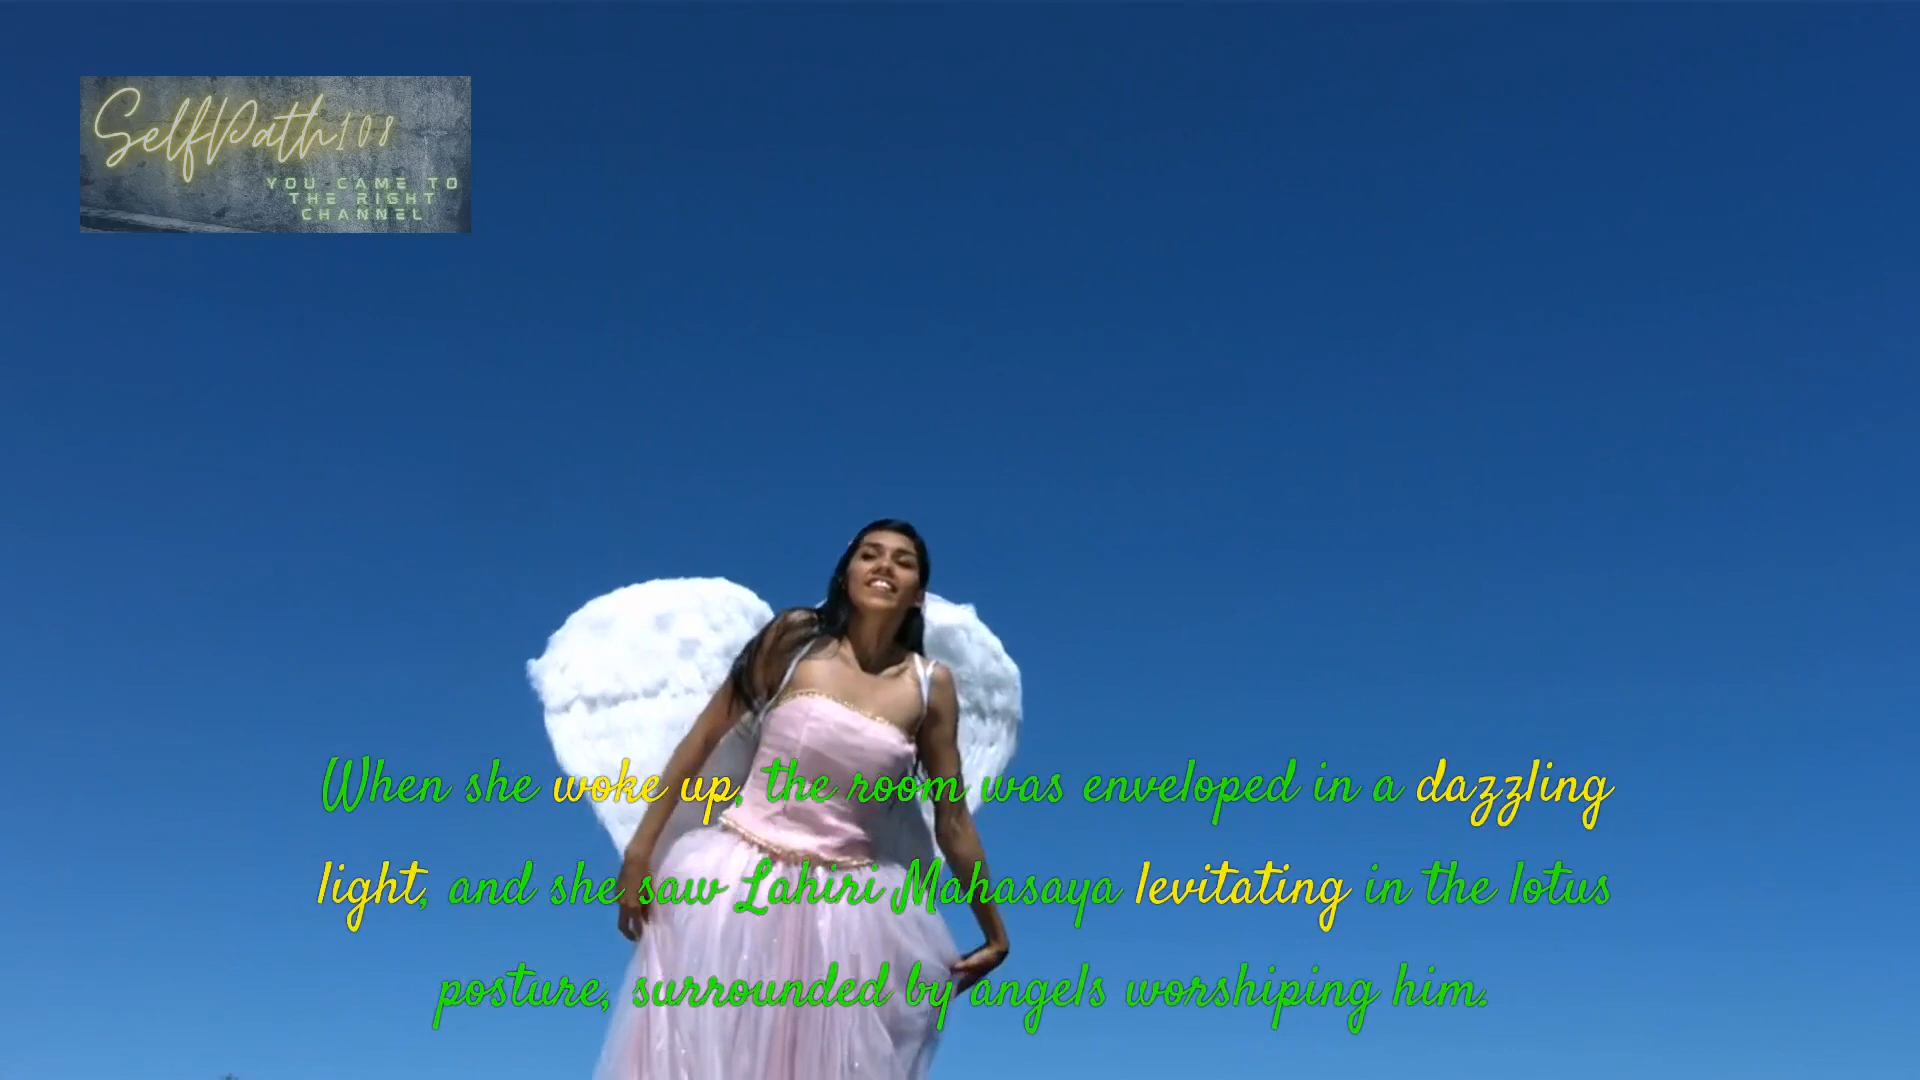 SelfPath108
YOU CAME TO
THE RIGHT
CHANNEL
When she woke up, the room was enveloped in a dazzling
light, and she saw Lahiri Mahasaya levitating in the lotus
posture, surrounded by angels worshiping him.